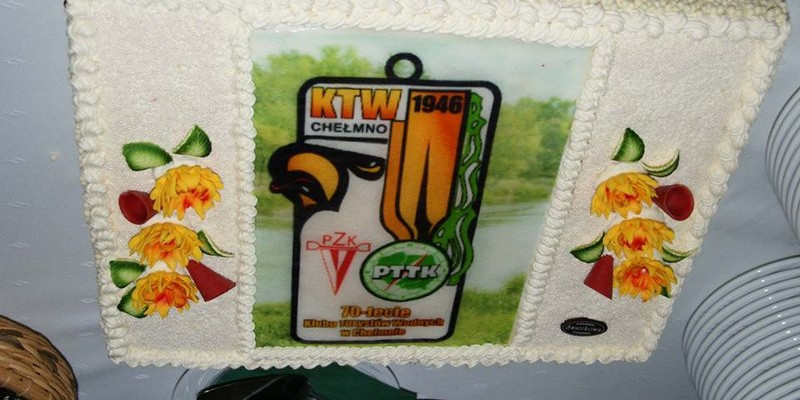 KTW
1946
CHEŁMNO
PZK
PTTK
70-lecie
Klubu Turystów Wodnych
w Chełmnie